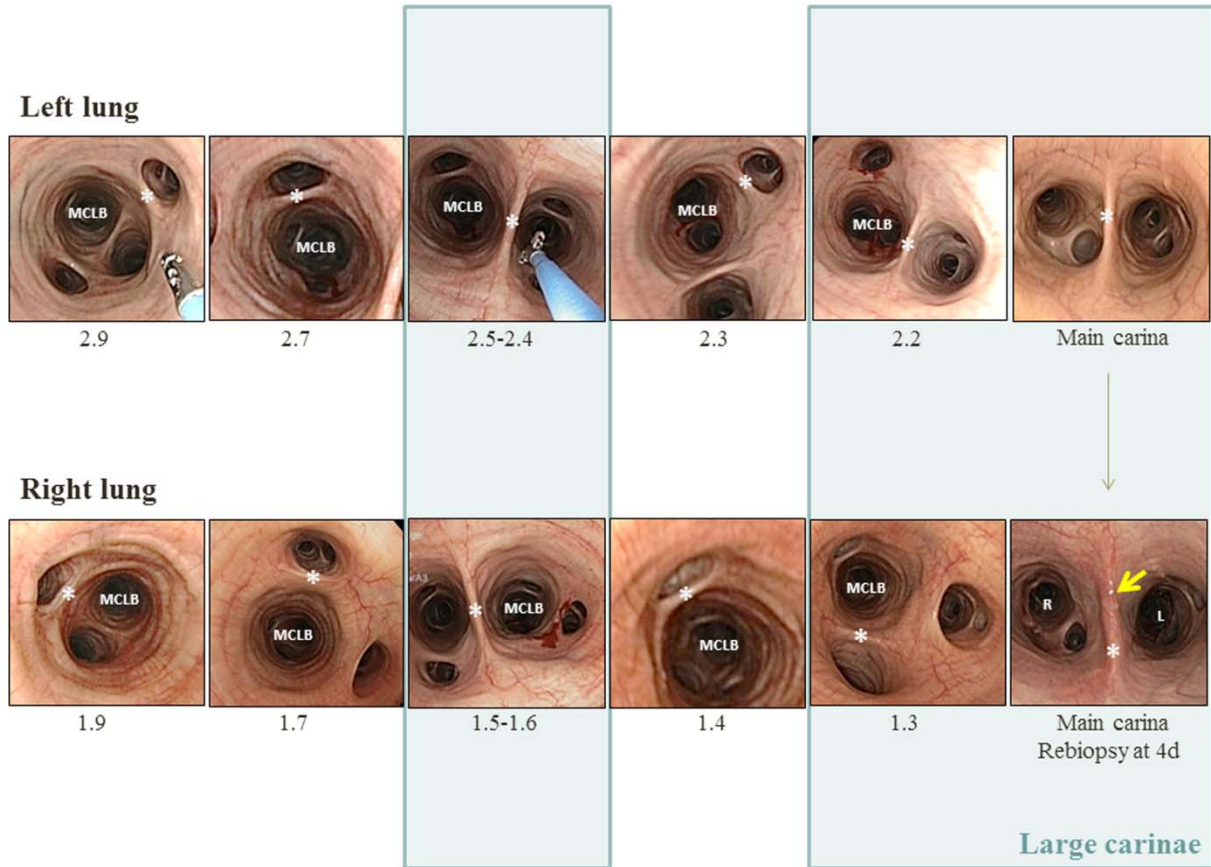 Left lung
* MCLB
* MCLB
MCLB *
MCLB *
MCLB *
*
2.9 2.7 2.5-2.4 2.3 2.2 Main carina
Right lung
* MCLB
* MCLB
* MCLB
* MCLB
MCLB *
R L *
1.9 1.7 1.5-1.6 1.4 1.3 Main carina
Rebiopsy at 4d
Large carinae